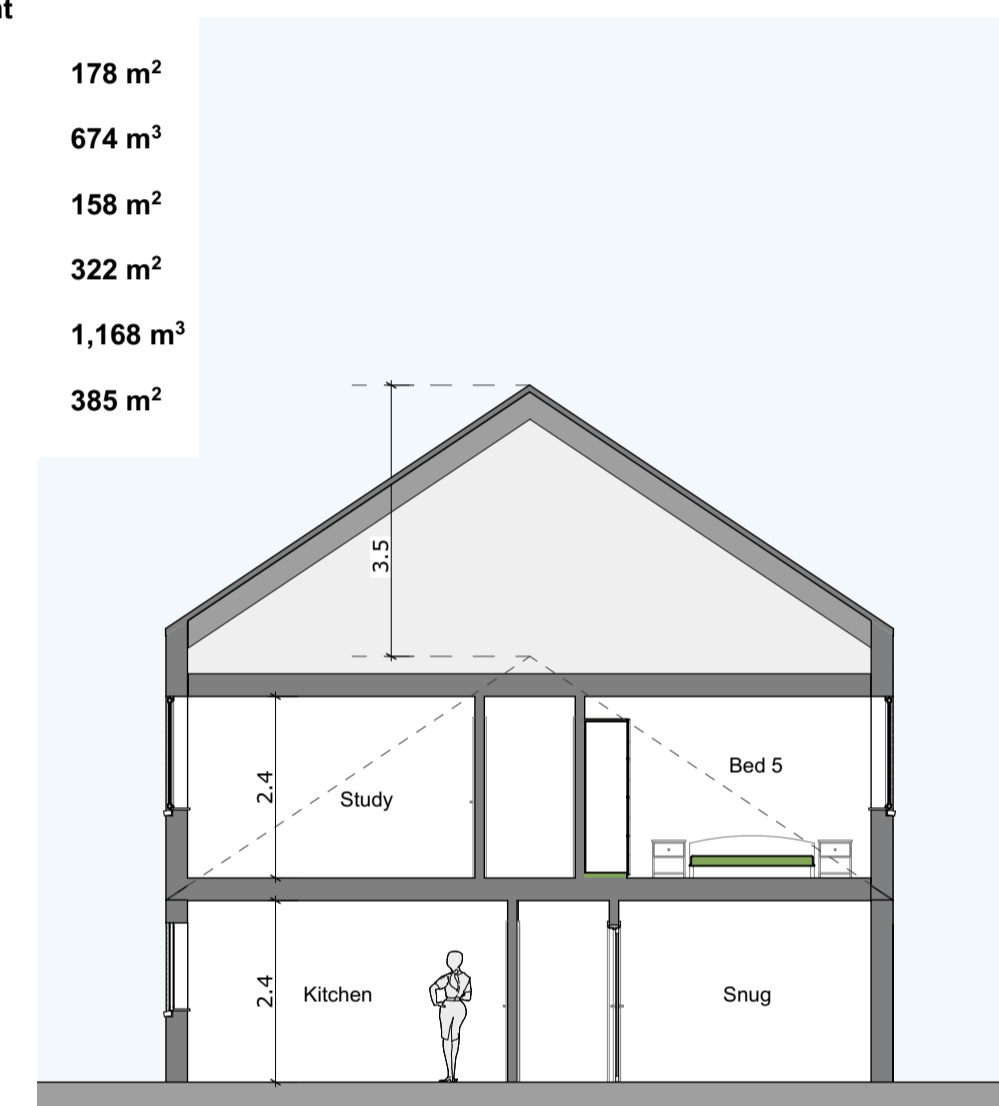 178 m²
674 m³
158 m²
322 m²
1,168 m³
385 m²
3.5
2.4
Study
Bed 5
2.4
Kitchen
Snug